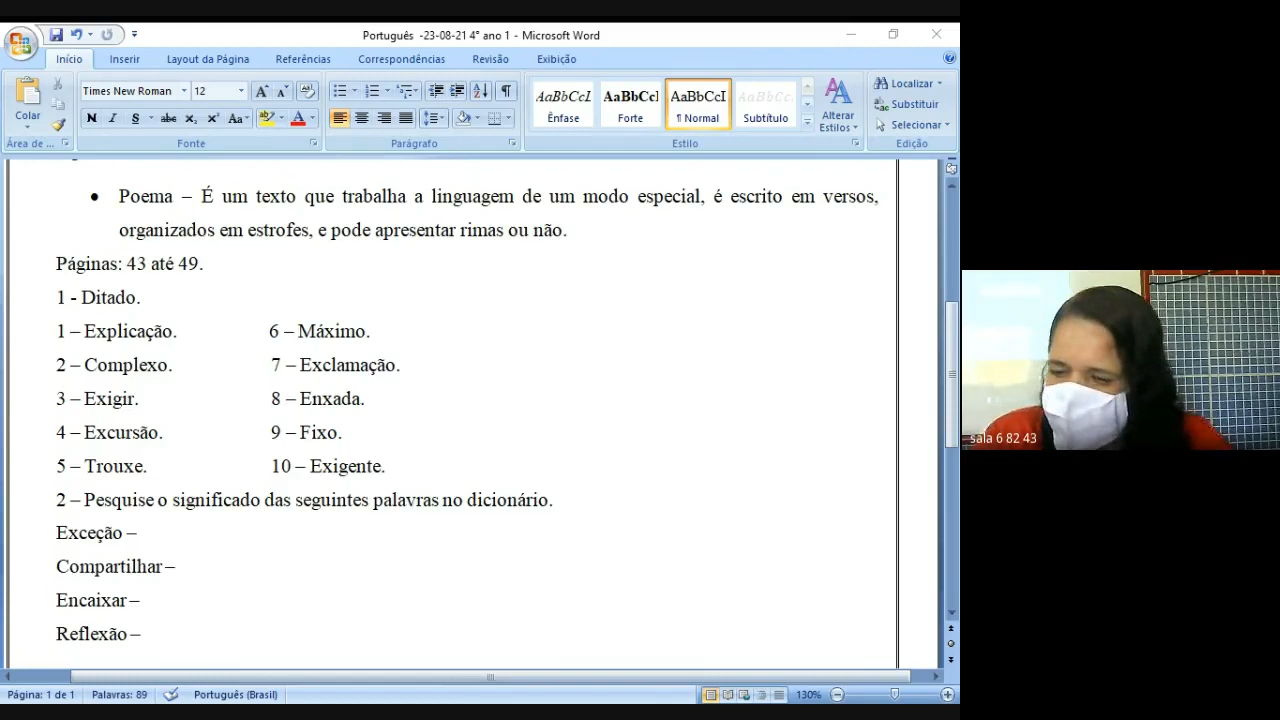 Português -23-08-21 4° ano 1 - Microsoft Word
Início Inserir Layout da Página Referências Correspondências Revisão Exibição
Times New Roman 12
AaBbCcI AaBbCcI AaBbCcI AaBbCc
Localizar
Substituir
Selecionar
Colar
N I S abc X₂ X² Aa
Ênfase Forte ¶ Normal Subtítulo
Alterar Estilos
Área de ... Fonte Parágrafo Estilo Edição
• Poema – É um texto que trabalha a linguagem de um modo especial, é escrito em versos,
organizados em estrofes, e pode apresentar rimas ou não.
Páginas: 43 até 49.
1 - Ditado.
1 – Explicação. 6 – Máximo.
2 – Complexo. 7 – Exclamação.
3 – Exigir. 8 – Enxada.
4 – Excursão. 9 – Fixo.
5 – Trouxe. 10 – Exigente.
2 – Pesquise o significado das seguintes palavras no dicionário.
Exceção –
Compartilhar –
Encaixar –
Reflexão –
Página: 1 de 1 Palavras: 89 Português (Brasil) 130%
sala 6 82 43